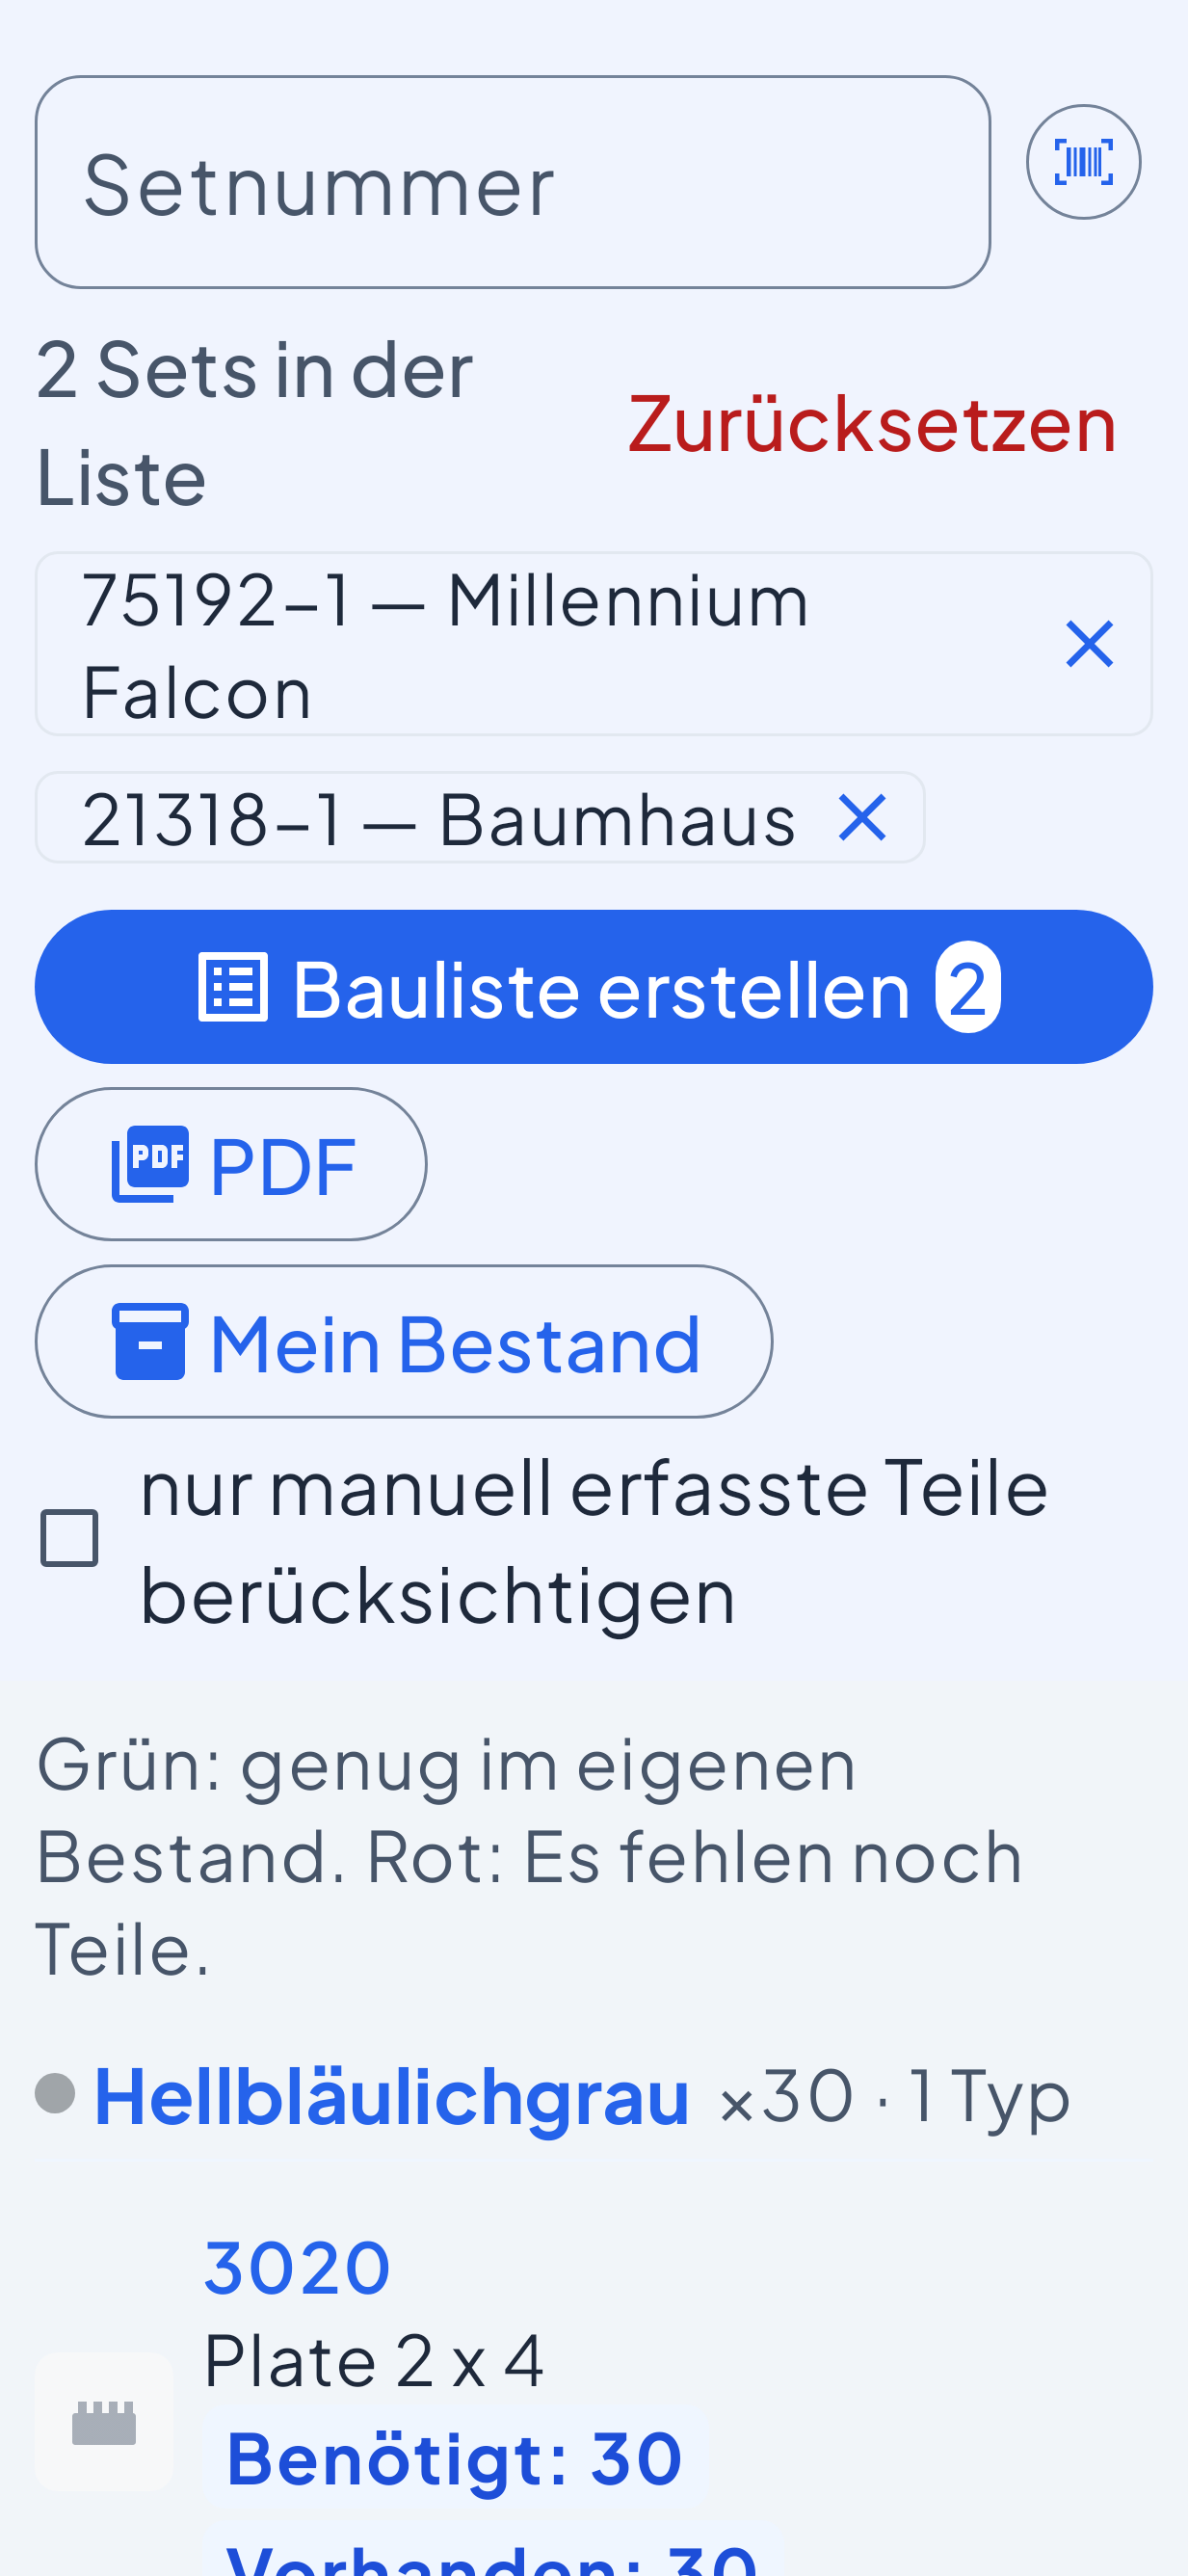 Setnummer
2 Sets in der
Liste
Zurücksetzen
75192-1 — Millennium
Falcon
21318-1 — Baumhaus
Bauliste erstellen 2
PDF PDF
Mein Bestand
nur manuell erfasste Teile
berücksichtigen
Grün: genug im eigenen
Bestand. Rot: Es fehlen noch
Teile.
Hellbläulichgrau ×30 · 1 Typ
3020
Plate 2 x 4
Benötigt: 30
Vorhanden: 30